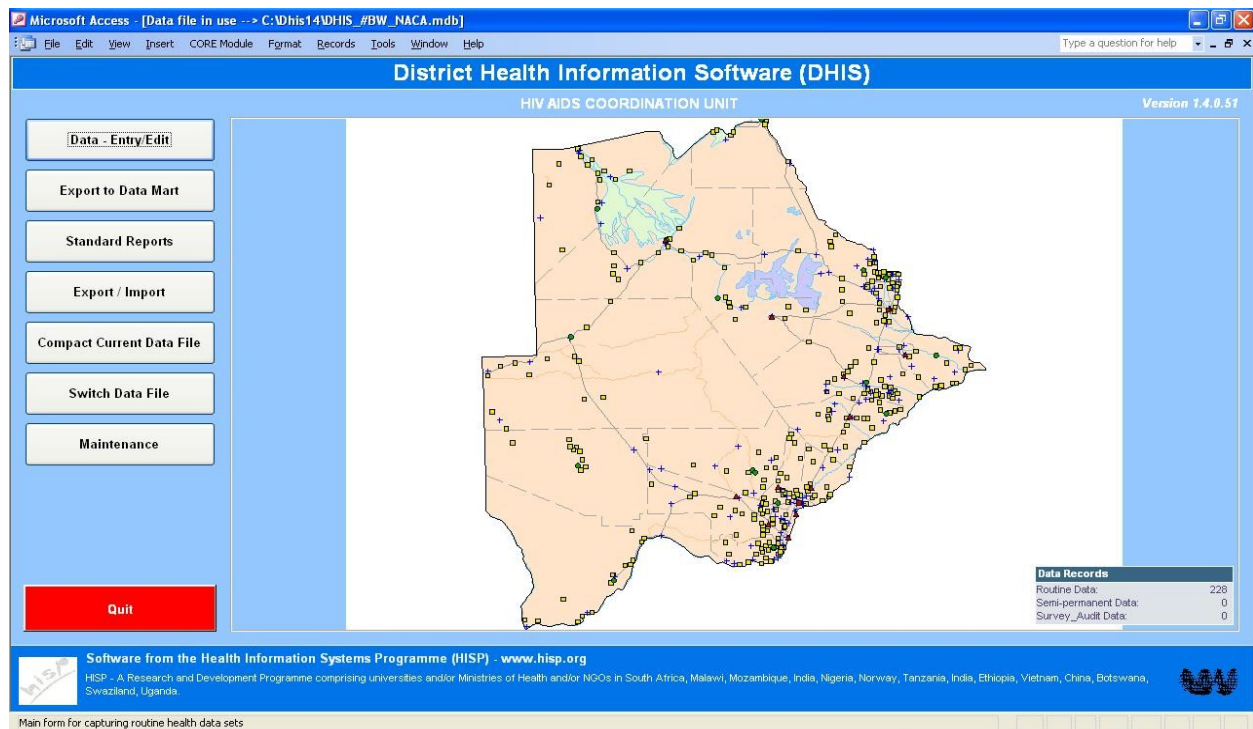 Microsoft Access - [Data file in use --> C:\Dhis14\DHIS_#BW_NACA.mdb]
File Edit View Insert CORE Module Format Records Tools Window Help Type a question for help
District Health Information Software (DHIS)
HIV AIDS COORDINATION UNIT Version 1.4.0.51
Data - Entry/Edit
Export to Data Mart
Standard Reports
Export / Import
Compact Current Data File
Switch Data File
Maintenance
Quit
Data Records
Routine Data: 228
Semi-permanent Data: 0
Survey_Audit Data: 0
hisp
Software from the Health Information Systems Programme (HISP) - www.hisp.org
HISP - A Research and Development Programme comprising universities and/or Ministries of Health and/or NGOs in South Africa, Malawi, Mozambique, India, Nigeria, Norway, Tanzania, India, Ethiopia, Vietnam, China, Botswana,
Swaziland, Uganda.
Main form for capturing routine health data sets